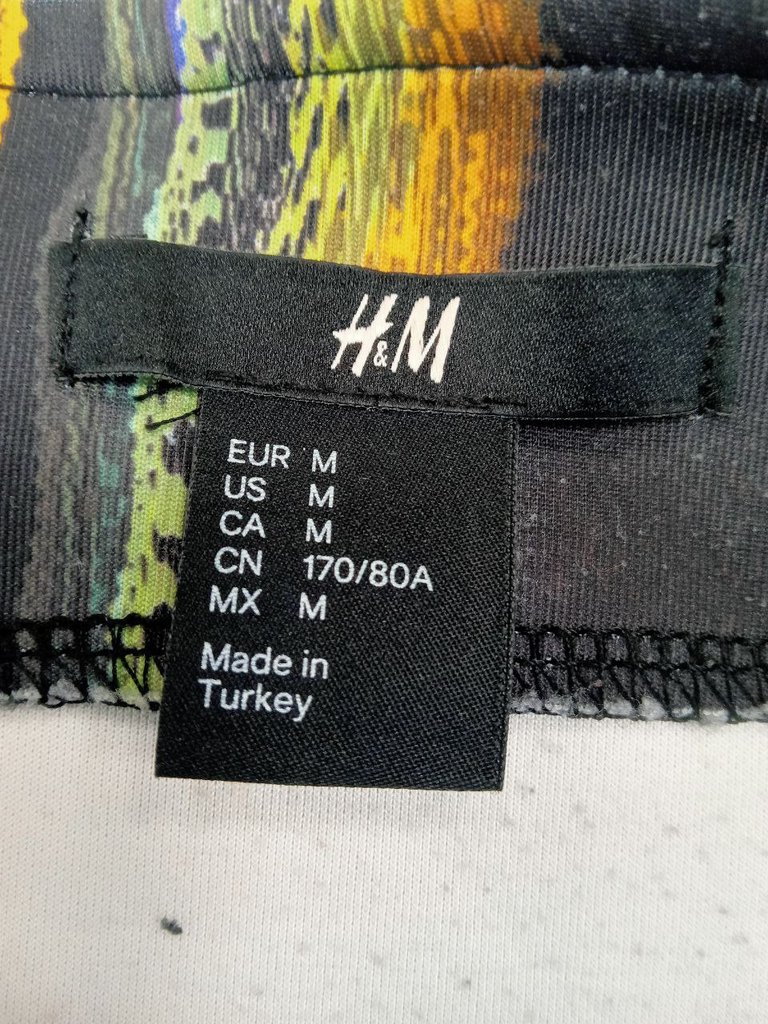 H&M
EUR M
US M
CA M
CN 170/80A
MX M
Made in
Turkey